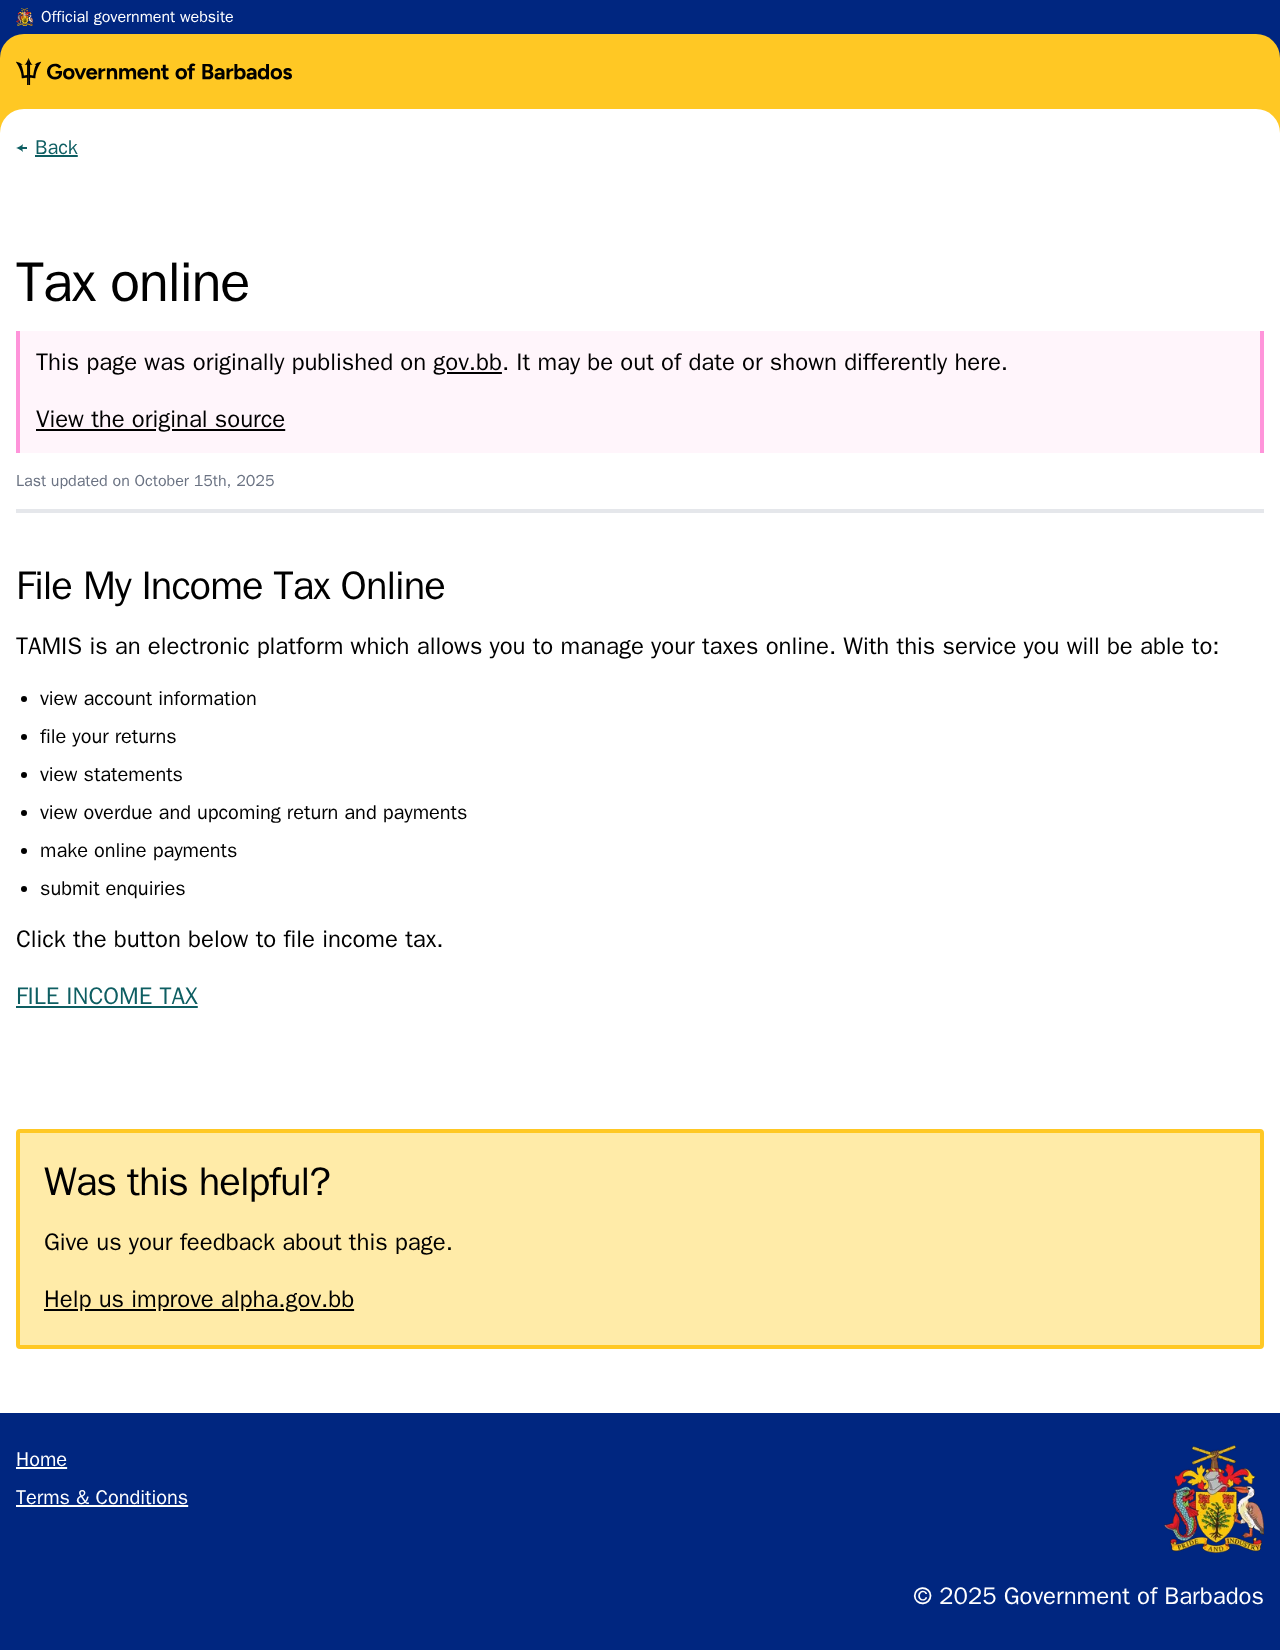 Official government website
Government of Barbados
Back
Tax online
This page was originally published on gov.bb. It may be out of date or shown differently here.
View the original source
Last updated on October 15th, 2025
File My Income Tax Online
TAMIS is an electronic platform which allows you to manage your taxes online. With this service you will be able to:
view account information
file your returns
view statements
view overdue and upcoming return and payments
make online payments
submit enquiries
Click the button below to file income tax.
FILE INCOME TAX
Was this helpful?
Give us your feedback about this page.
Help us improve alpha.gov.bb
Home
Terms & Conditions
PRIDE AND INDUSTRY
© 2025 Government of Barbados